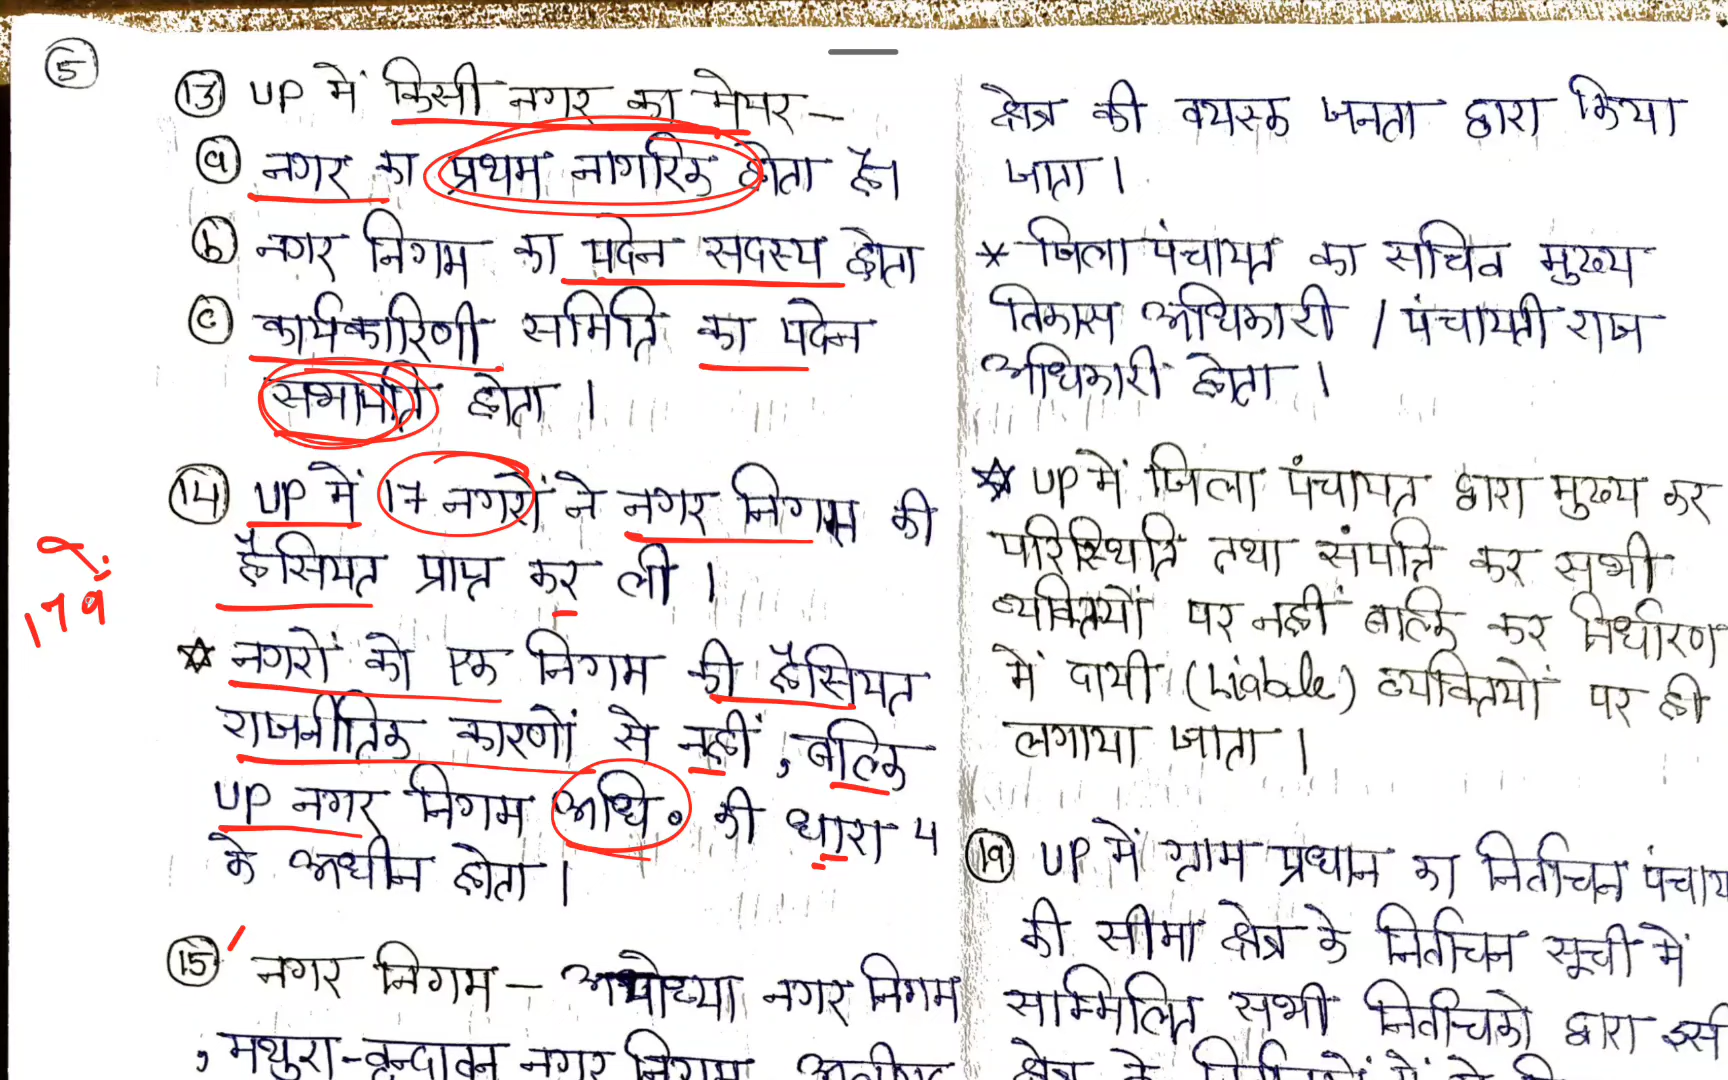 5
13 UP में किसी नगर का मेयर –
a नगर का प्रथम नागरिक होता है।
b नगर निगम का पदेन सदस्य होता
c कार्यकारिणी समिति का पदेन
सभापति होता ।
14 UP में 17 नगरों ने नगर निगम की
हैसियत प्राप्त कर ली ।
☆ नगरों को एक निगम की हैसियत
राजनीतिक कारणों से नहीं, बल्कि
UP नगर निगम अधि॰ की धारा 4
के अधीन होता ।
15 नगर निगम – अयोध्या नगर निगम
, मथुरा-वृन्दावन नगर निगम
क्षेत्र की वयस्क जनता द्वारा किया
जाता ।
* जिला पंचायत का सचिव मुख्य
विकास अधिकारी / पंचायती राज
अधिकारी होता ।
☆ UP में जिला पंचायत द्वारा मुख्य कर
परिस्थिति तथा संपत्ति कर सभी
व्यक्तियों पर नहीं बल्कि कर निर्धारण
में दायी (Liabale) व्यक्तियों पर ही
लगाया जाता ।
19 UP में ग्राम प्रधान का निर्वाचन पंचाय
की सीमा क्षेत्र के निर्वाचन सूची में
सम्मिलित सभी निर्वाचको द्वारा इसी
क्षेत्र के